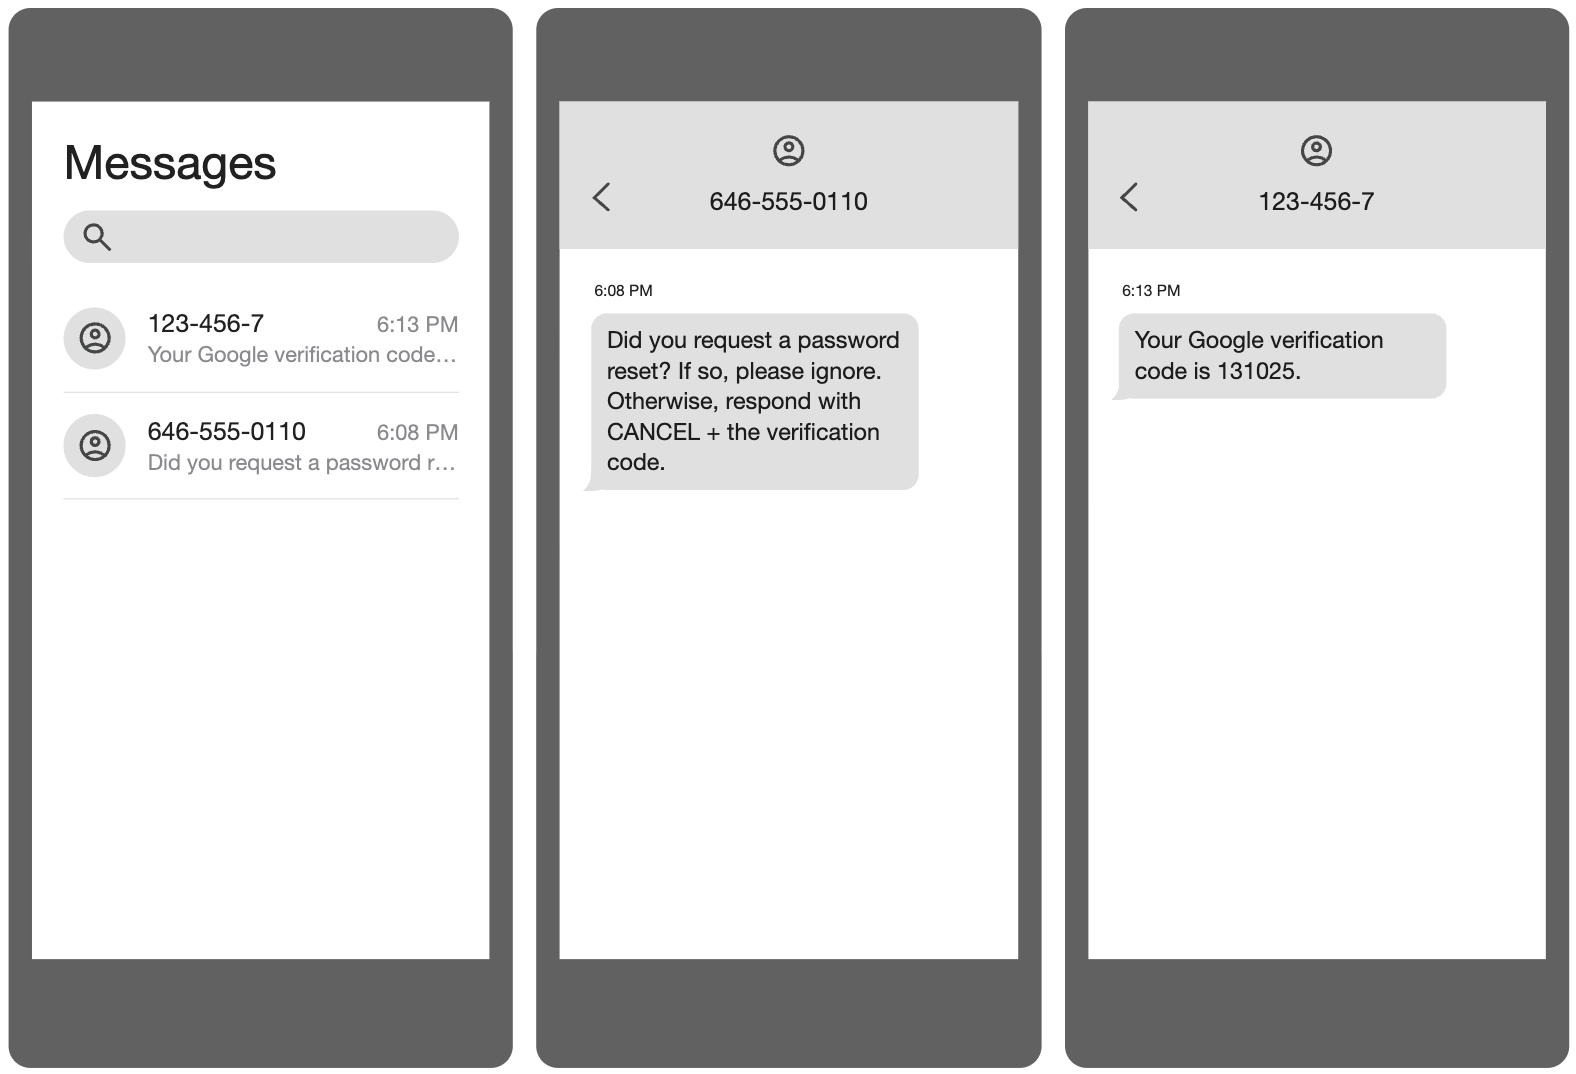 Messages
123-456-7 6:13 PM
Your Google verification code...
646-555-0110 6:08 PM
Did you request a password r...
646-555-0110
6:08 PM
Did you request a password
reset? If so, please ignore.
Otherwise, respond with
CANCEL + the verification
code.
123-456-7
6:13 PM
Your Google verification
code is 131025.